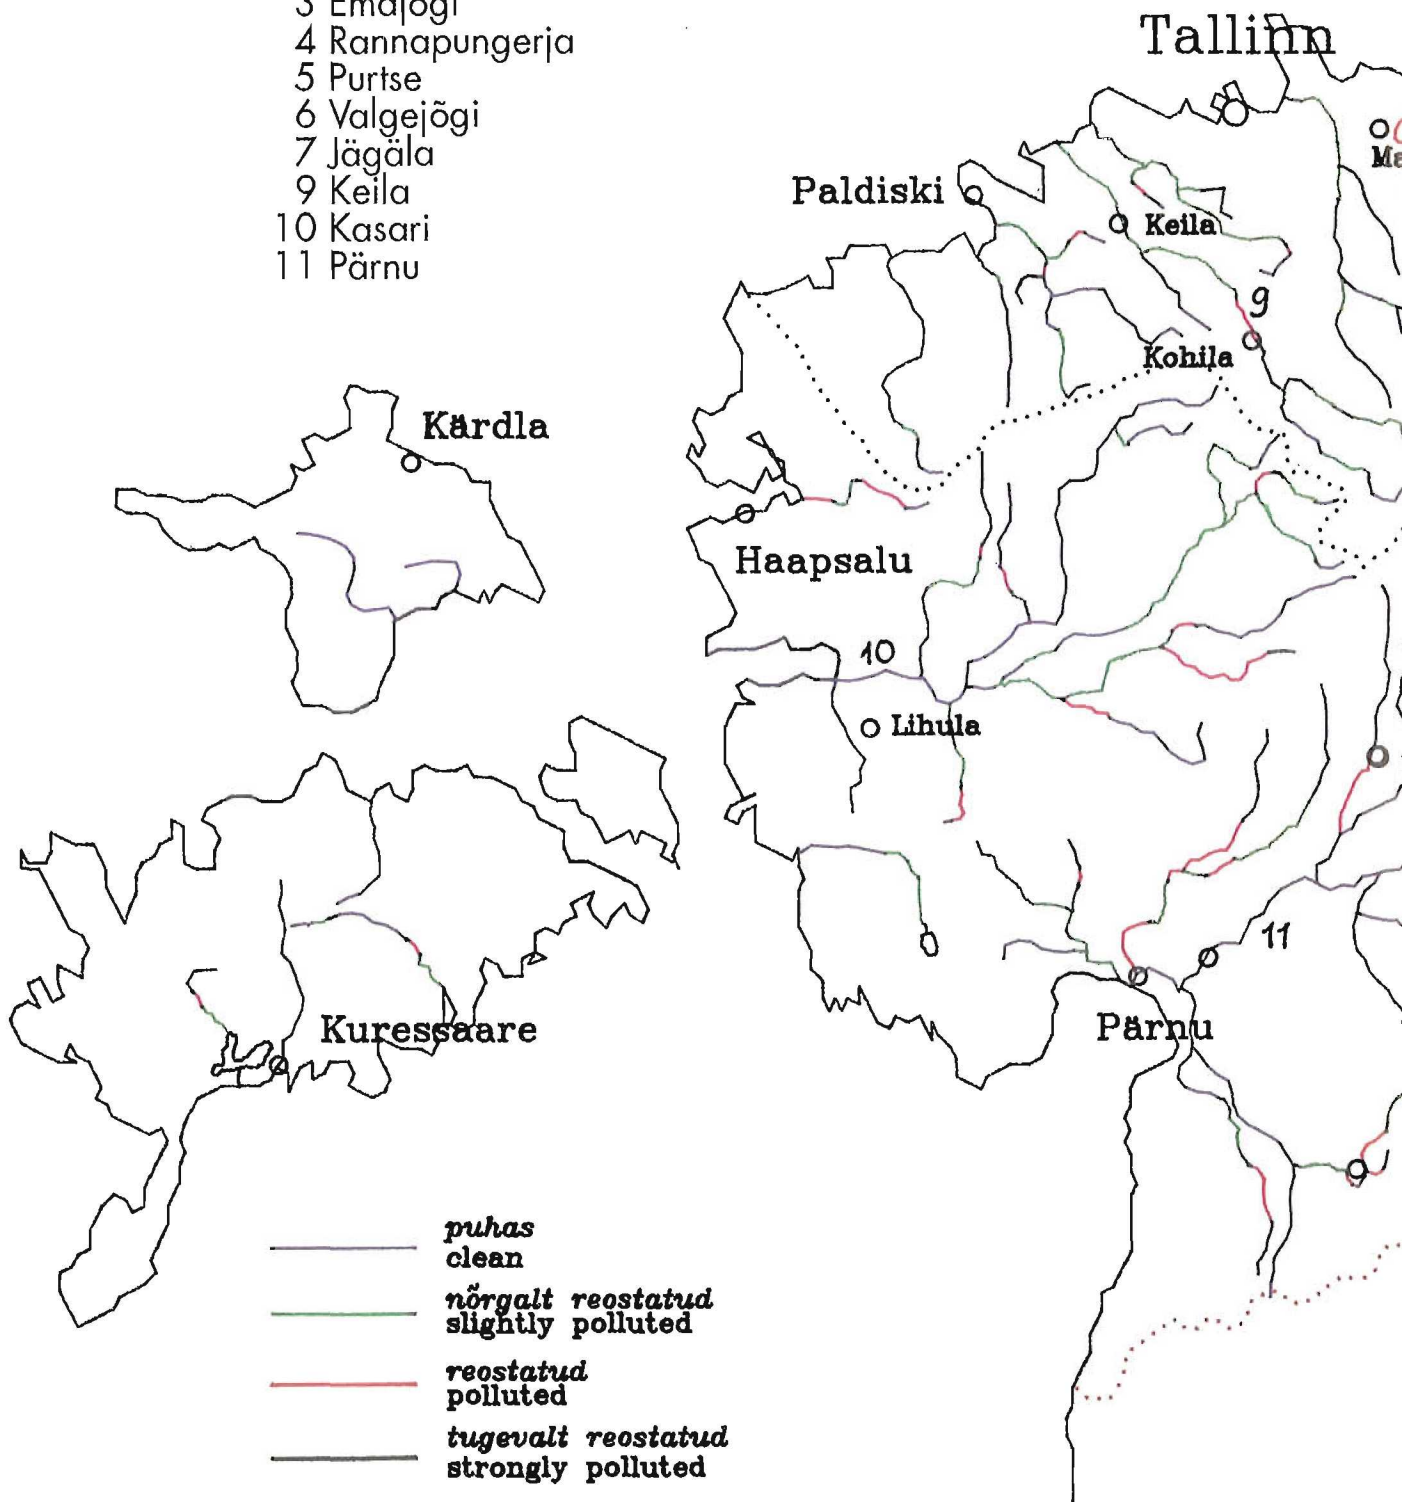 3 Emajõgi
4 Rannapungerja
5 Purtse
6 Valgejõgi
7 Jägäla
9 Keila
10 Kasari
11 Pärnu
Tallinn
Ma
Paldiski
Keila
9
Kohila
Kärdla
Haapsalu
10
Lihula
11
Pärnu
Kuressaare
puhas
clean
nõrgalt reostatud
slightly polluted
reostatud
polluted
tugevalt reostatud
strongly polluted